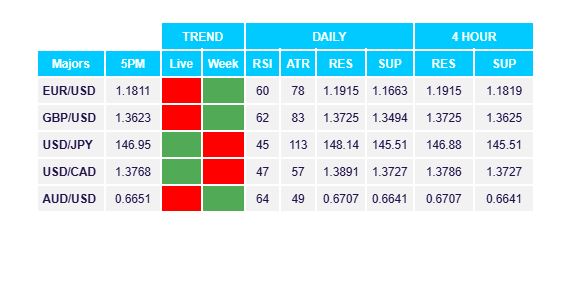 TREND DAILY 4 HOUR
Majors 5PM Live Week RSI ATR RES SUP RES SUP
EUR/USD 1.1811 60 78 1.1915 1.1663 1.1915 1.1819
GBP/USD 1.3623 62 83 1.3725 1.3494 1.3725 1.3625
USD/JPY 146.95 45 113 148.14 145.51 146.88 145.51
USD/CAD 1.3768 47 57 1.3891 1.3727 1.3786 1.3727
AUD/USD 0.6651 64 49 0.6707 0.6641 0.6707 0.6641